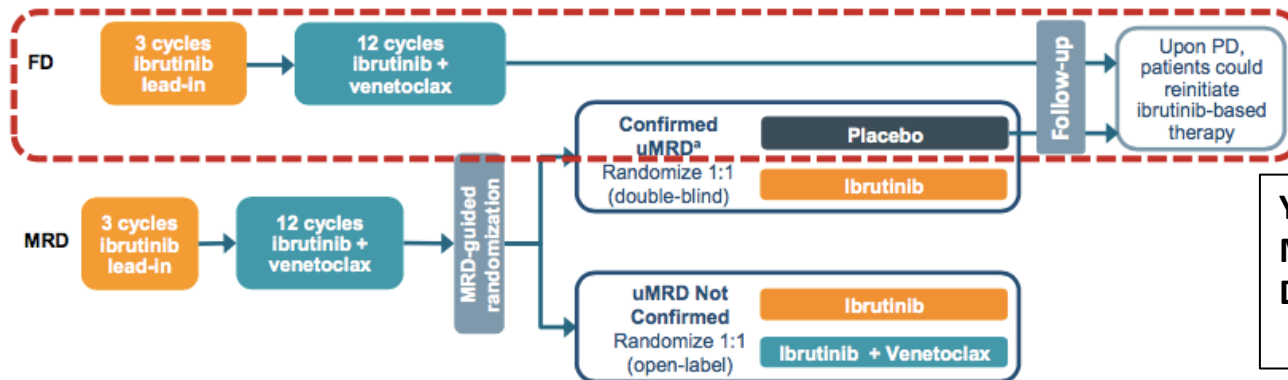 FD
3 cycles
ibrutinib
lead-in
12 cycles
ibrutinib +
venetoclax
Follow-up
Upon PD,
patients could
reinitiate
ibrutinib-based
therapy
Confirmed
uMRDᵃ
Randomize 1:1
(double-blind)
Placebo
Ibrutinib
MRD
3 cycles
ibrutinib
lead-in
12 cycles
ibrutinib +
venetoclax
MRD-guided
randomization
uMRD Not
Confirmed
Randomize 1:1
(open-label)
Ibrutinib
Ibrutinib + Venetoclax